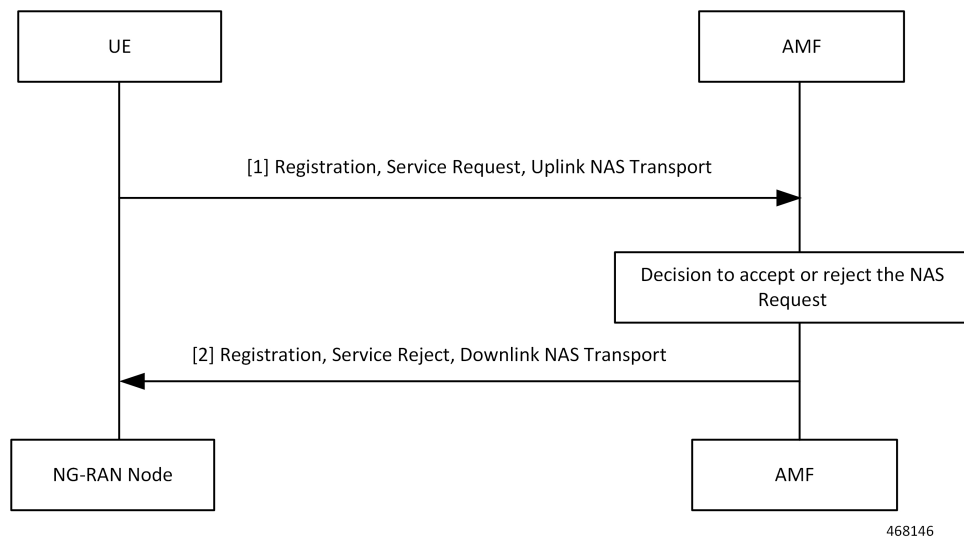 UE
AMF
[1] Registration, Service Request, Uplink NAS Transport
Decision to accept or reject the NAS
Request
[2] Registration, Service Reject, Downlink NAS Transport
NG-RAN Node
AMF
468146